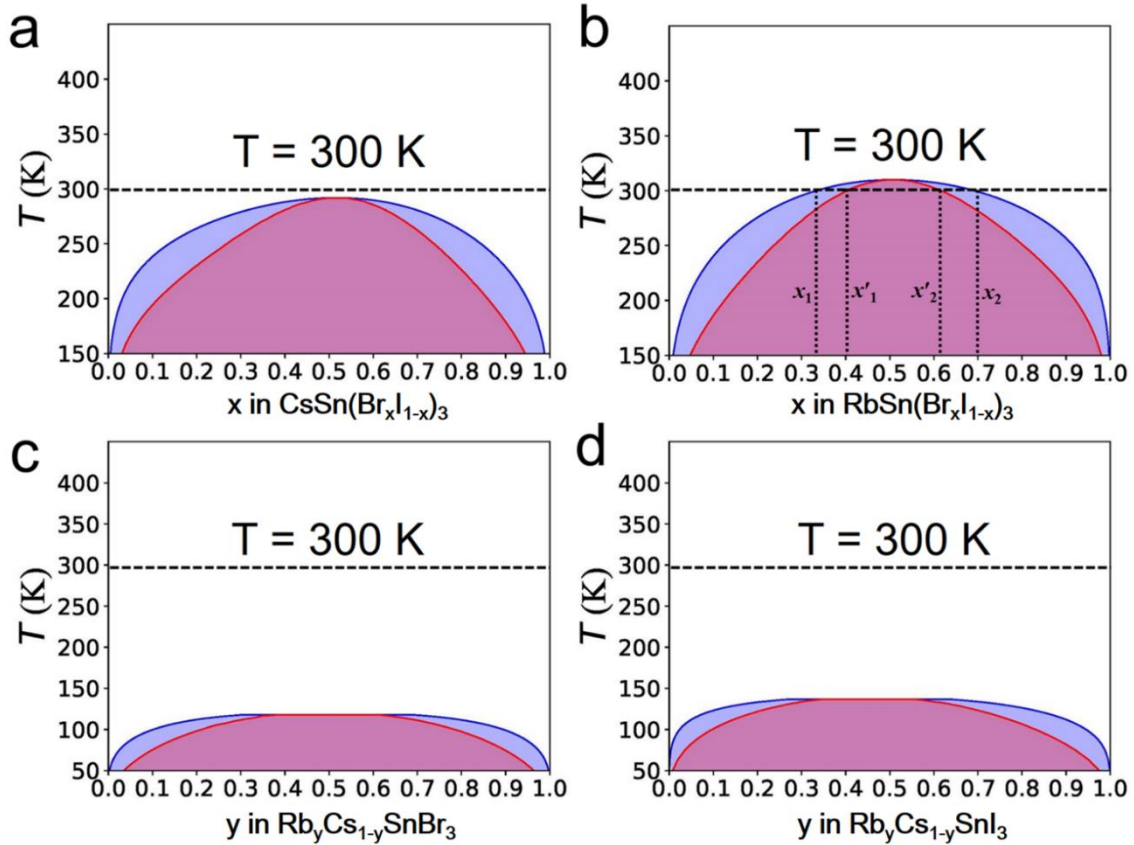 a
T (K)
400
350
300
250
200
150
T = 300 K
0.0 0.1 0.2 0.3 0.4 0.5 0.6 0.7 0.8 0.9 1.0
x in CsSn(BrₓI₁₋ₓ)₃
b
T (K)
400
350
300
250
200
150
T = 300 K
x₁ x'₁ x'₂ x₂
0.0 0.1 0.2 0.3 0.4 0.5 0.6 0.7 0.8 0.9 1.0
x in RbSn(BrₓI₁₋ₓ)₃
c
T (K)
400
350
300
250
200
150
100
50
T = 300 K
0.0 0.1 0.2 0.3 0.4 0.5 0.6 0.7 0.8 0.9 1.0
y in RbyCs1-ySnBr₃
d
T (K)
400
350
300
250
200
150
100
50
T = 300 K
0.0 0.1 0.2 0.3 0.4 0.5 0.6 0.7 0.8 0.9 1.0
y in RbyCs1-ySnI₃